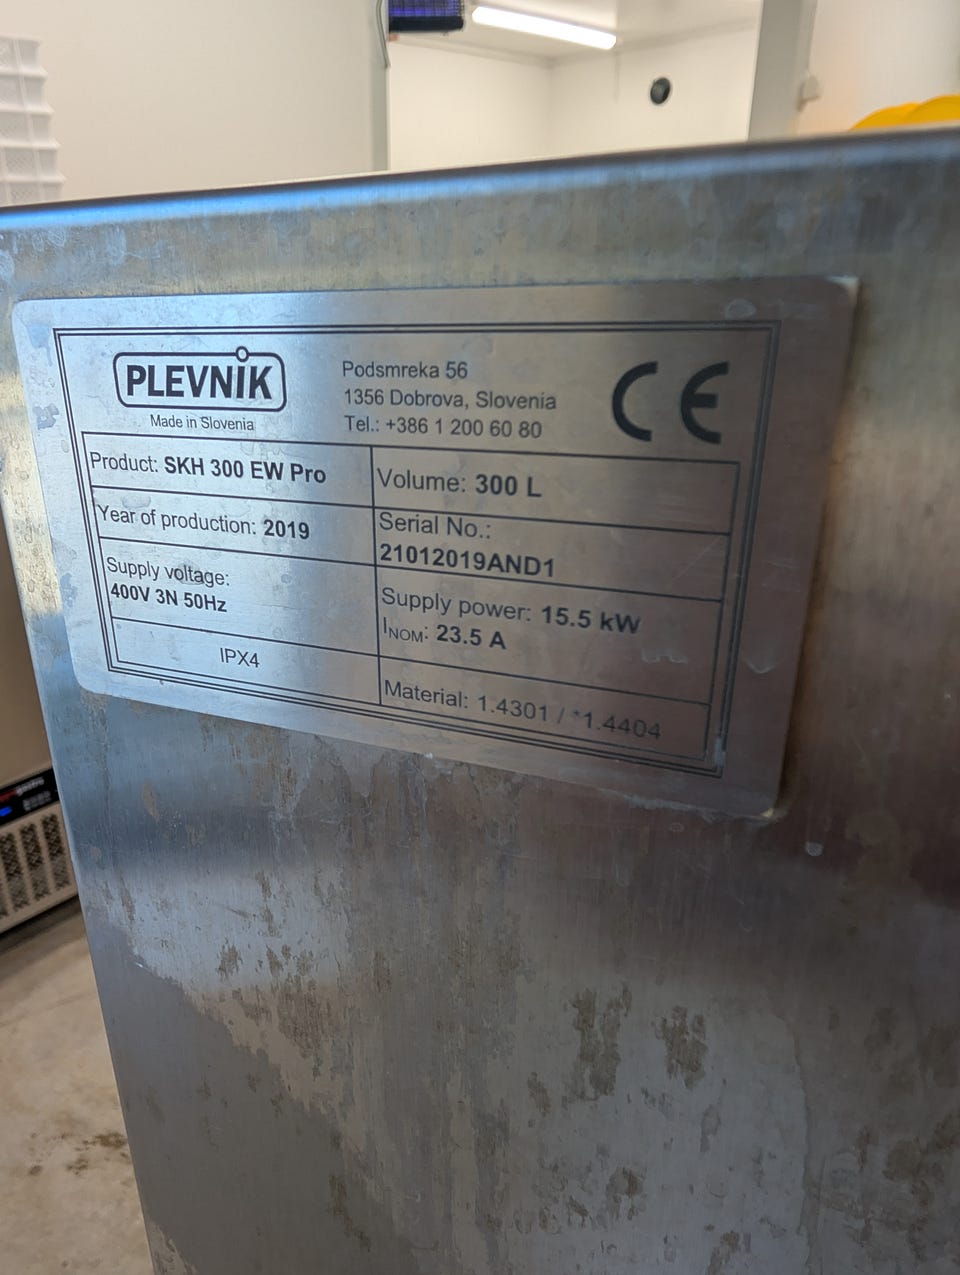 PLEVNiK
Made in Slovenia
Podsmreka 56
1356 Dobrova, Slovenia
Tel.: +386 1 200 60 80
CE
Product: SKH 300 EW Pro
Volume: 300 L
Year of production: 2019
Serial No.:
21012019AND1
Supply voltage:
400V 3N 50Hz
Supply power: 15.5 kW
INOM: 23.5 A
IPX4
Material: 1.4301 / *1.4404